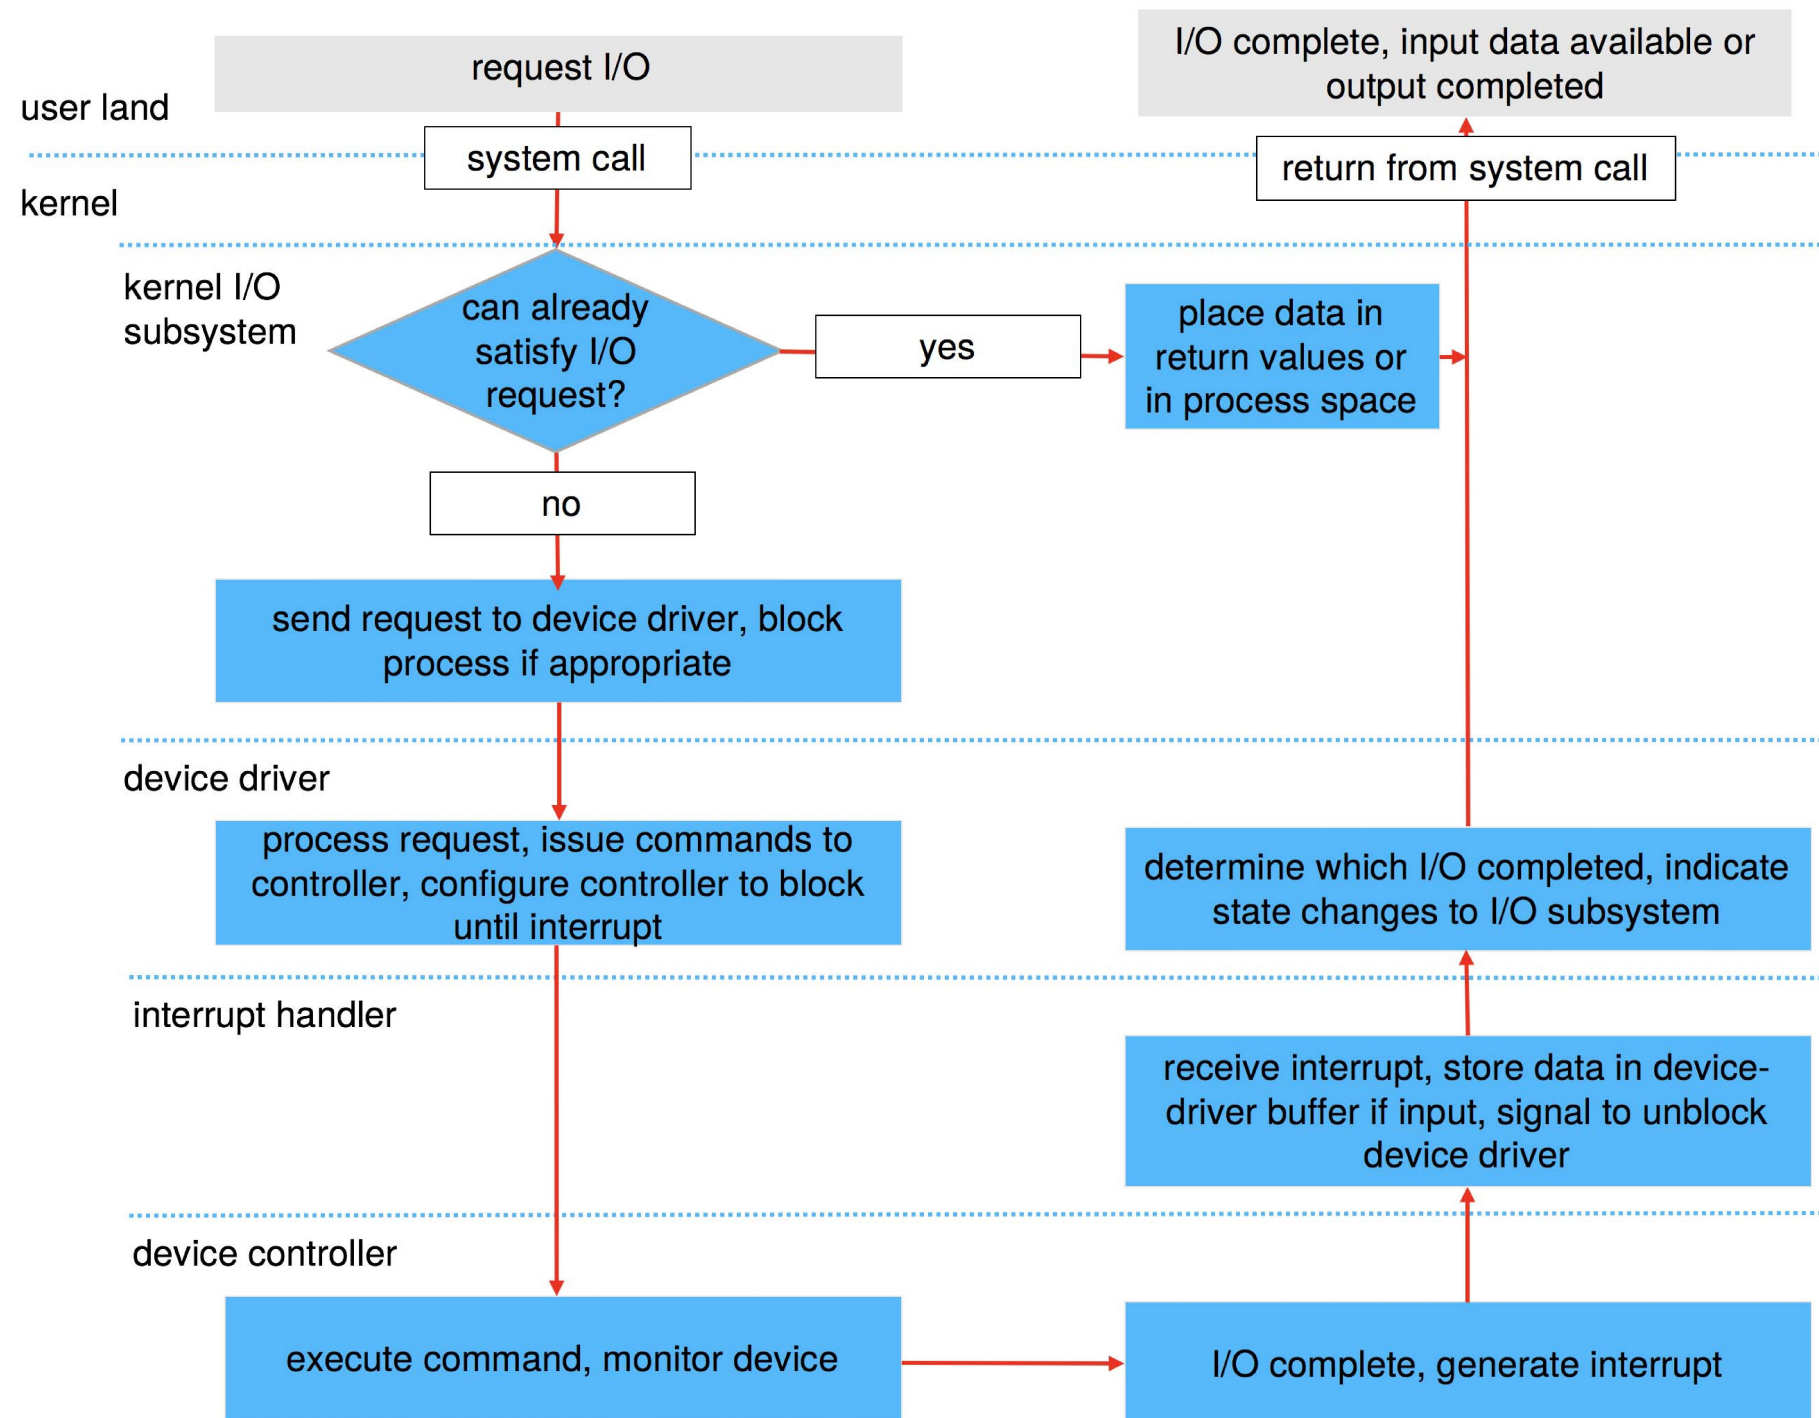 request I/O
I/O complete, input data available or
output completed
user land
system call
return from system call
kernel
kernel I/O
subsystem
can already
satisfy I/O
request?
yes
place data in
return values or
in process space
no
send request to device driver, block
process if appropriate
device driver
process request, issue commands to
controller, configure controller to block
until interrupt
determine which I/O completed, indicate
state changes to I/O subsystem
interrupt handler
receive interrupt, store data in device-
driver buffer if input, signal to unblock
device driver
device controller
execute command, monitor device
I/O complete, generate interrupt